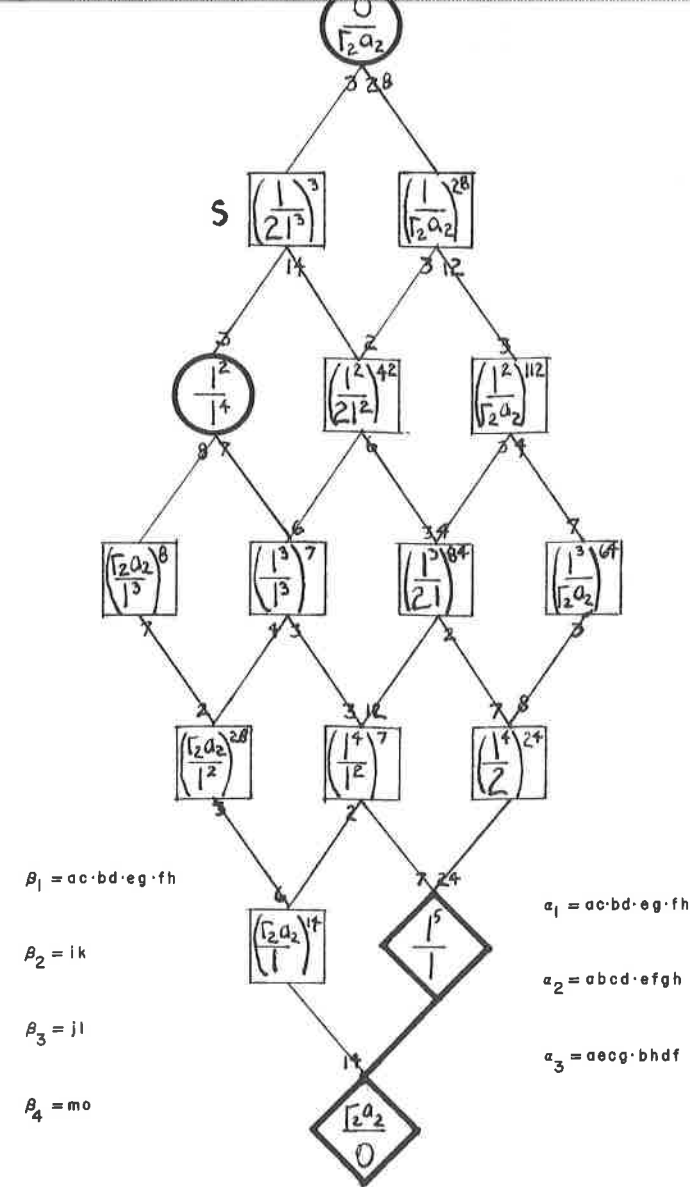 0
Γ₂a₂
3 28
S
(1/21³)³ (1/Γ₂a₂)²⁸
14 3 12
3 2 3
1²/1⁴ (1²/21²)⁴² (1²/Γ₂a₂)¹¹²
8 7 6 3 4
6 3 4 7
(Γ₂a₂/1³)⁸ (1³/1³)⁷ (1³/21)⁸⁴ (1³/Γ₂a₂)⁶⁴
7 4 3 2 3
2 3 12 7 8
(Γ₂a₂/1²)²⁸ (1⁴/1²)⁷ (1⁴/2)²⁴
3 2
6 7 24
β₁ = ac·bd·eg·fh
(Γ₂a₂/1)¹⁴ 1⁵/1
α₁ = ac·bd·eg·fh
β₂ = ik
α₂ = abcd·efgh
β₃ = jl
α₃ = aecg·bhdf
14
β₄ = mo
Γ₂a₂
0